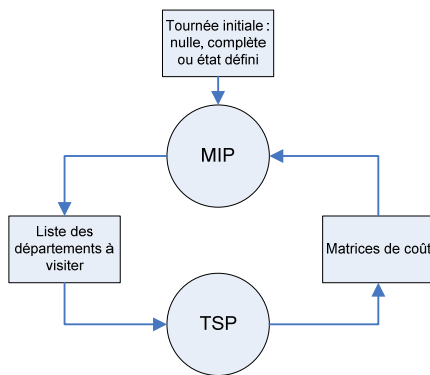 Tournée initiale :
nulle, complète
ou état défini
MIP
Liste des
départements à
visiter
Matrices de coût
TSP